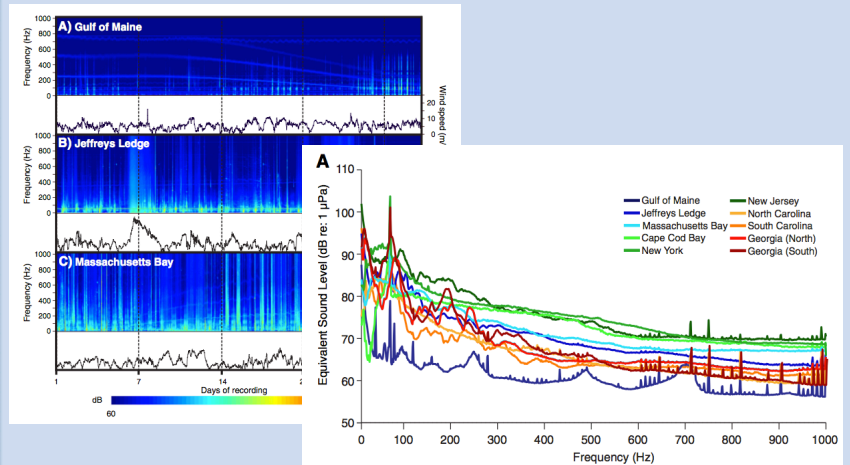 A) Gulf of Maine
Frequency (Hz)
1000
800
600
400
200
0
20
10
0
Wind speed (m/
B) Jeffreys Ledge
Frequency (Hz)
1000
800
600
400
200
0
C) Massachusetts Bay
Frequency (Hz)
1000
800
600
400
200
0
1 7 14 2
Days of recording
dB
60
A
Equivalent Sound Level (dB re: 1 µPa)
110
100
90
80
70
60
50
Gulf of Maine
Jeffreys Ledge
Massachusetts Bay
Cape Cod Bay
New York
New Jersey
North Carolina
South Carolina
Georgia (North)
Georgia (South)
0 100 200 300 400 500 600 700 800 900 1000
Frequency (Hz)